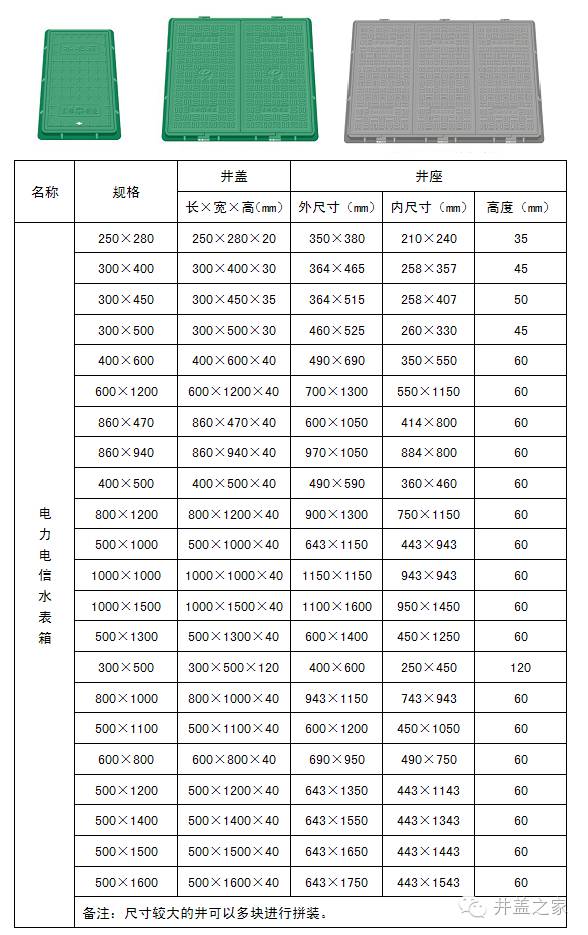 名称 规格 井盖 井座
长×宽×高(mm) 外尺寸（mm） 内尺寸（mm） 高度（mm）
电力电信水表箱
250×280 250×280×20 350×380 210×240 35
300×400 300×400×30 364×465 258×357 45
300×450 300×450×35 364×515 258×407 50
300×500 300×500×30 460×525 260×330 45
400×600 400×600×40 490×690 350×550 60
600×1200 600×1200×40 700×1300 550×1150 60
860×470 860×470×40 600×1050 414×800 60
860×940 860×940×40 970×1050 884×800 60
400×500 400×500×40 490×590 360×460 60
800×1200 800×1200×40 900×1300 750×1150 60
500×1000 500×1000×40 643×1150 443×943 60
1000×1000 1000×1000×40 1150×1150 943×943 60
1000×1500 1000×1500×40 1100×1600 950×1450 60
500×1300 500×1300×40 600×1400 450×1250 60
300×500 300×500×120 400×600 250×450 120
800×1000 800×1000×40 943×1150 743×943 60
500×1100 500×1100×40 600×1200 450×1050 60
600×800 600×800×40 690×950 490×750 60
500×1200 500×1200×40 643×1350 443×1143 60
500×1400 500×1400×40 643×1550 443×1343 60
500×1500 500×1500×40 643×1650 443×1443 60
500×1600 500×1600×40 643×1750 443×1543 60
备注：尺寸较大的井可以多块进行拼装。
井盖之家